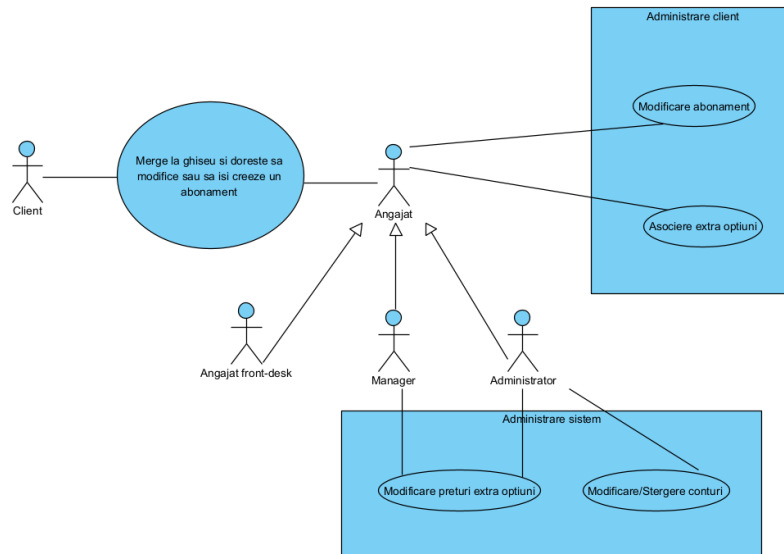 Administrare client
Modificare abonament
Merge la ghiseu si doreste sa
modifice sau sa isi creeze un
abonament
Client
Angajat
Asociere extra optiuni
Angajat front-desk
Manager
Administrator
Administrare sistem
Modificare preturi extra optiuni
Modificare/Stergere conturi